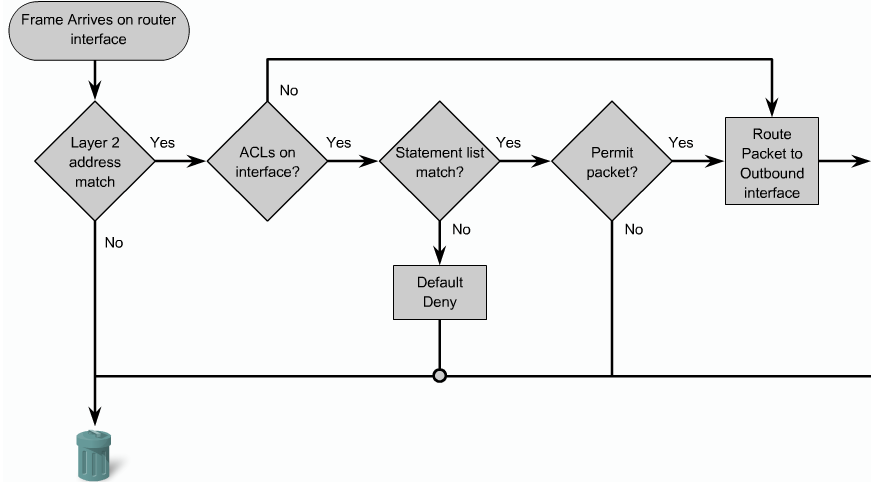 Frame Arrives on router
interface
No
Layer 2
address
match
Yes
ACLs on
interface?
Yes
Statement list
match?
Yes
Permit
packet?
Yes
Route
Packet to
Outbound
interface
No
No
No
Default
Deny